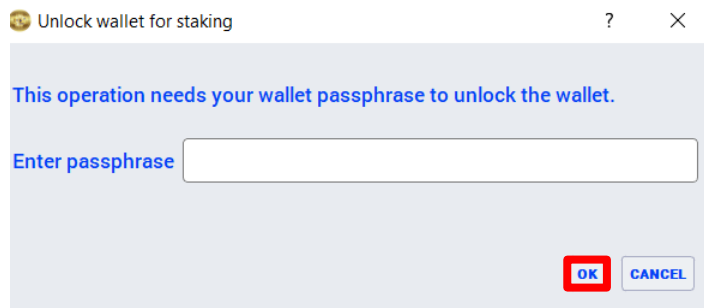 Unlock wallet for staking
This operation needs your wallet passphrase to unlock the wallet.
Enter passphrase
OK CANCEL